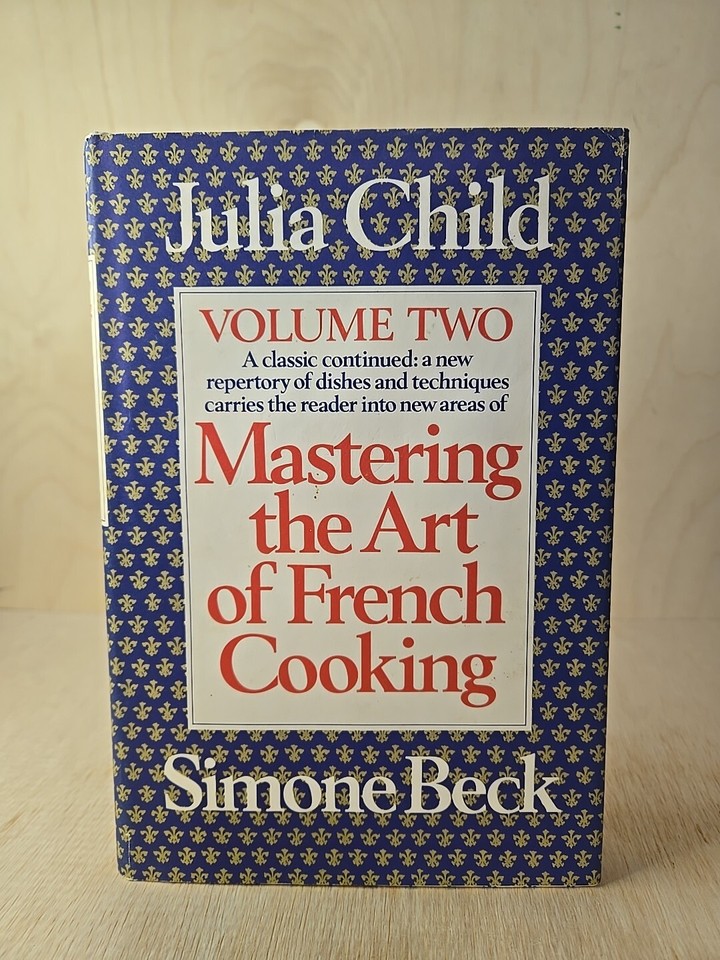 Julia Child
VOLUME TWO
A classic continued: a new
repertory of dishes and techniques
carries the reader into new areas of
Mastering
the Art
of French
Cooking
Simone Beck